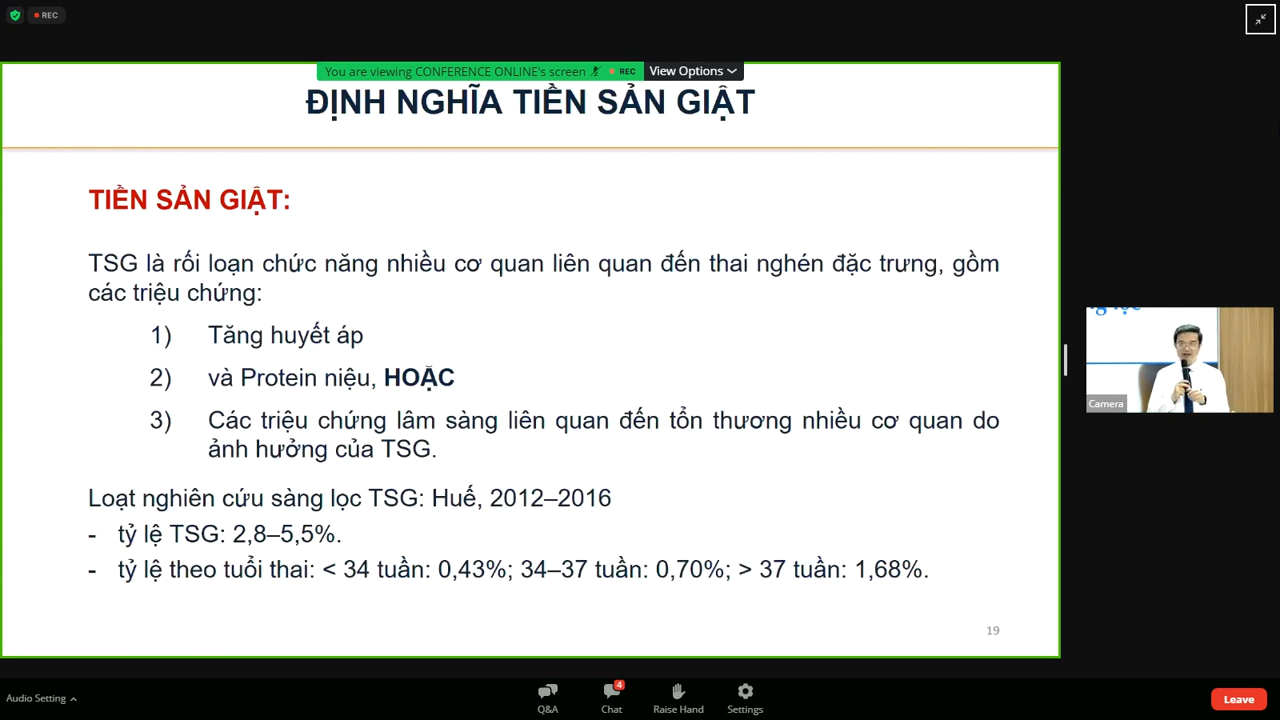 REC
You are viewing CONFERENCE ONLINE's screen REC View Options
ĐỊNH NGHĨA TIỀN SẢN GIẬT
TIỀN SẢN GIẬT:
TSG là rối loạn chức năng nhiều cơ quan liên quan đến thai nghén đặc trưng, gồm
các triệu chứng:
1) Tăng huyết áp
2) và Protein niệu, HOẶC
3) Các triệu chứng lâm sàng liên quan đến tổn thương nhiều cơ quan do
ảnh hưởng của TSG.
Loạt nghiên cứu sàng lọc TSG: Huế, 2012–2016
- tỷ lệ TSG: 2,8–5,5%.
- tỷ lệ theo tuổi thai: < 34 tuần: 0,43%; 34–37 tuần: 0,70%; > 37 tuần: 1,68%.
19
Camera
Audio Setting
Q&A
4
Chat
Raise Hand
Settings
Leave